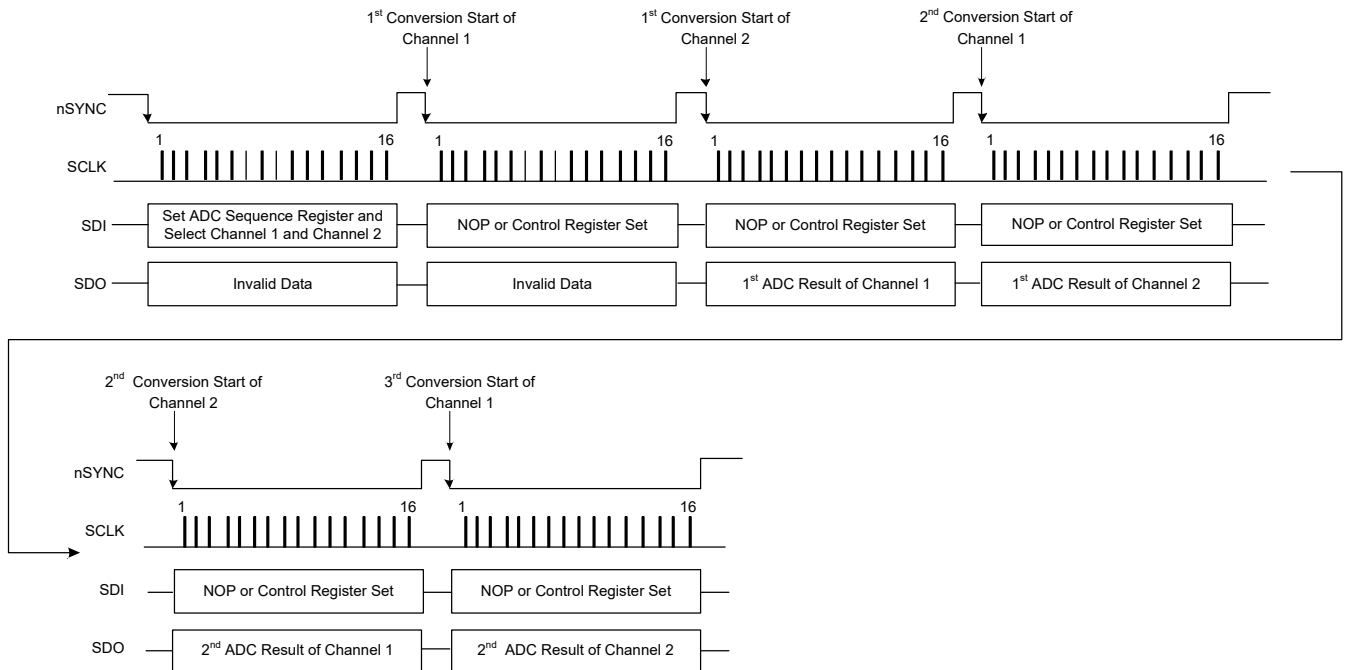 1st Conversion Start of
Channel 1
1st Conversion Start of
Channel 2
2nd Conversion Start of
Channel 1
nSYNC
1
16
1
16
1
16
1
16
SCLK
SDI
Set ADC Sequence Register and
Select Channel 1 and Channel 2
NOP or Control Register Set
NOP or Control Register Set
NOP or Control Register Set
SDO
Invalid Data
Invalid Data
1st ADC Result of Channel 1
1st ADC Result of Channel 2
2nd Conversion Start of
Channel 2
3rd Conversion Start of
Channel 1
nSYNC
1
16
1
16
SCLK
SDI
NOP or Control Register Set
NOP or Control Register Set
SDO
2nd ADC Result of Channel 1
2nd ADC Result of Channel 2